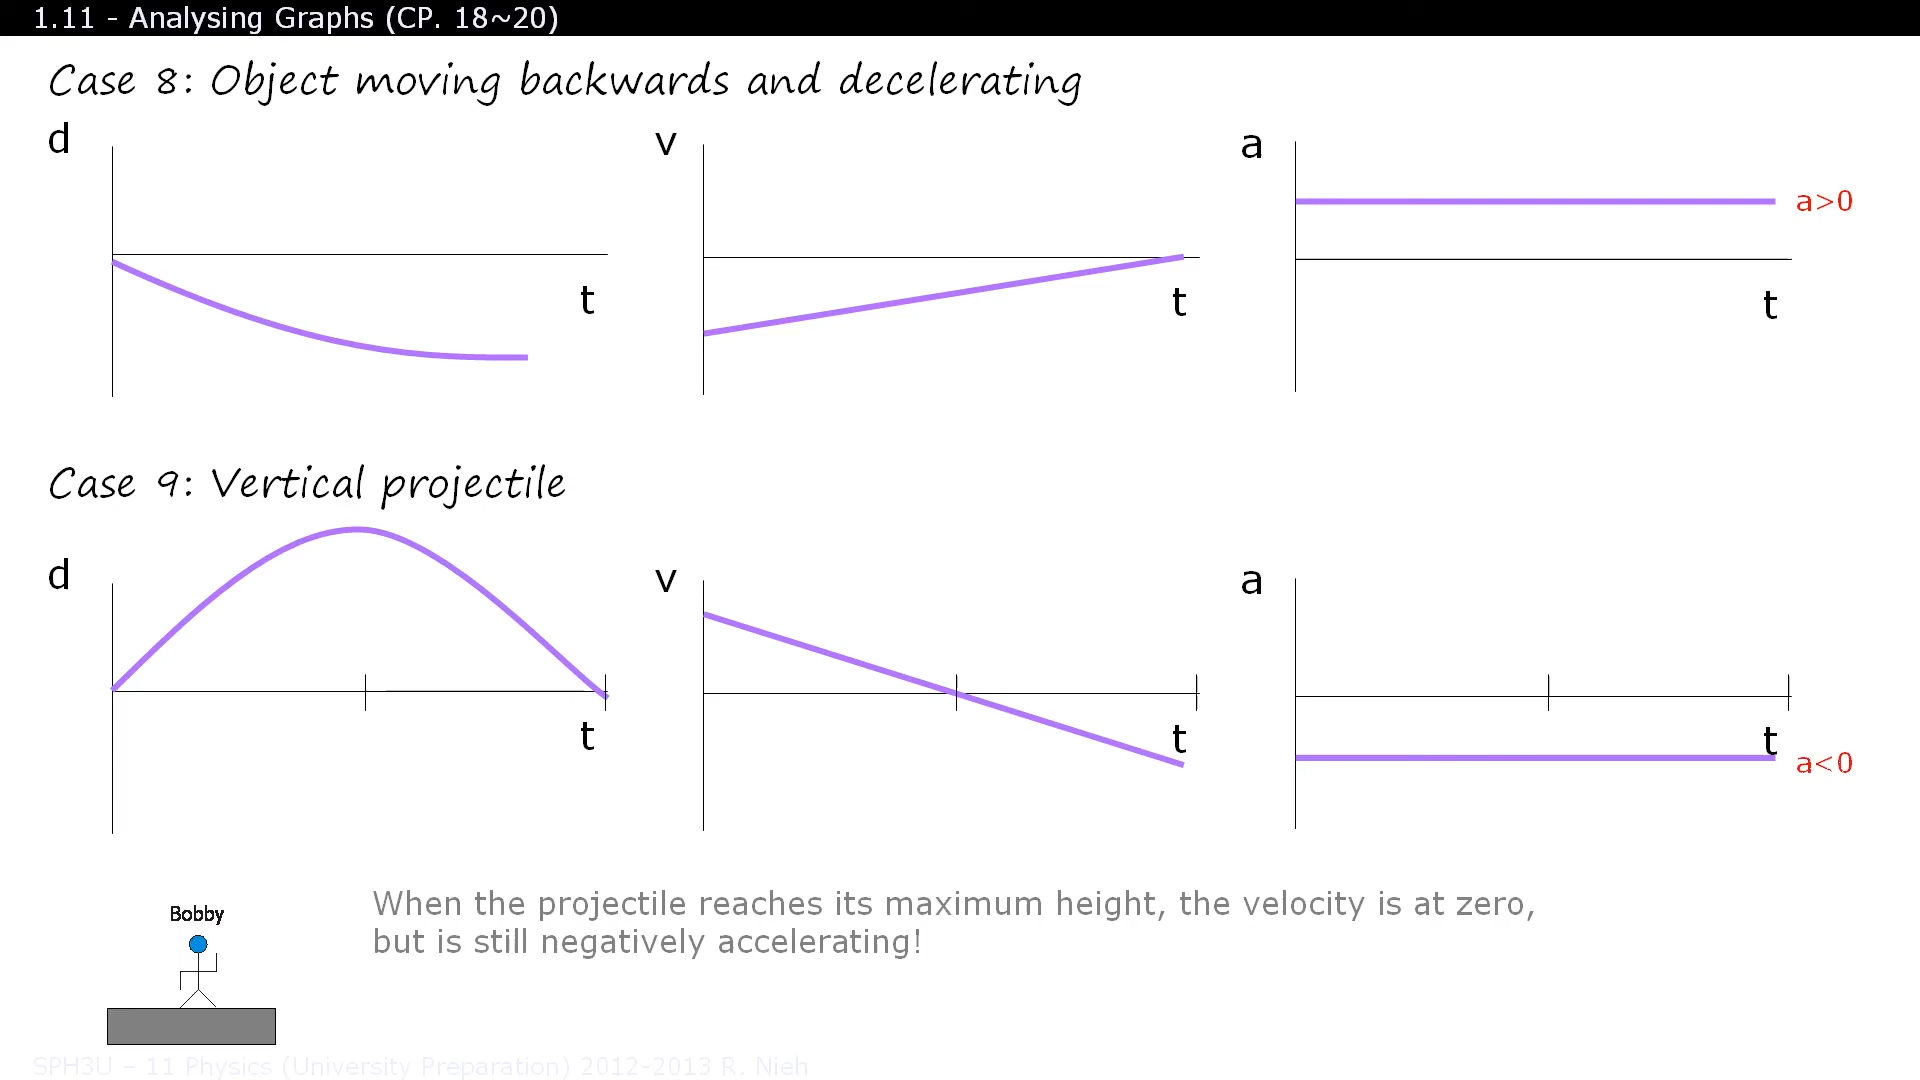 1.11 - Analysing Graphs (CP. 18~20)
Case 8: Object moving backwards and decelerating
d
t
v
t
a
t
a>0
Case 9: Vertical projectile
d
t
v
t
a
t
a<0
Bobby
When the projectile reaches its maximum height, the velocity is at zero,
but is still negatively accelerating!
SPH3U – 11 Physics (University Preparation) 2012-2013 R. Nieh